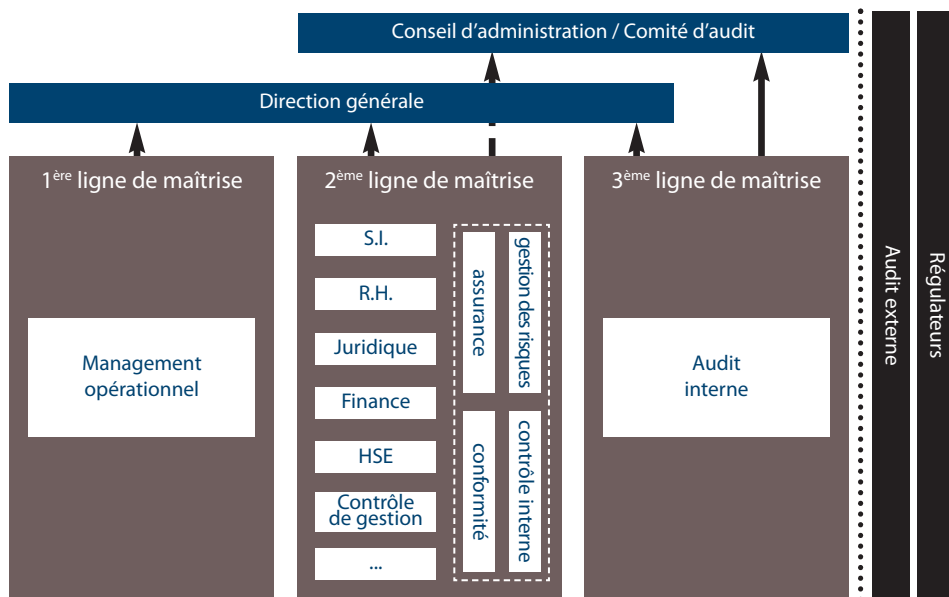 Conseil d'administration / Comité d'audit
Direction générale
1ère ligne de maîtrise
Management
opérationnel
2ème ligne de maîtrise
S.I.
R.H.
Juridique
Finance
HSE
Contrôle
de gestion
...
assurance
gestion des risques
conformité
contrôle interne
3ème ligne de maîtrise
Audit
interne
Audit externe
Régulateurs